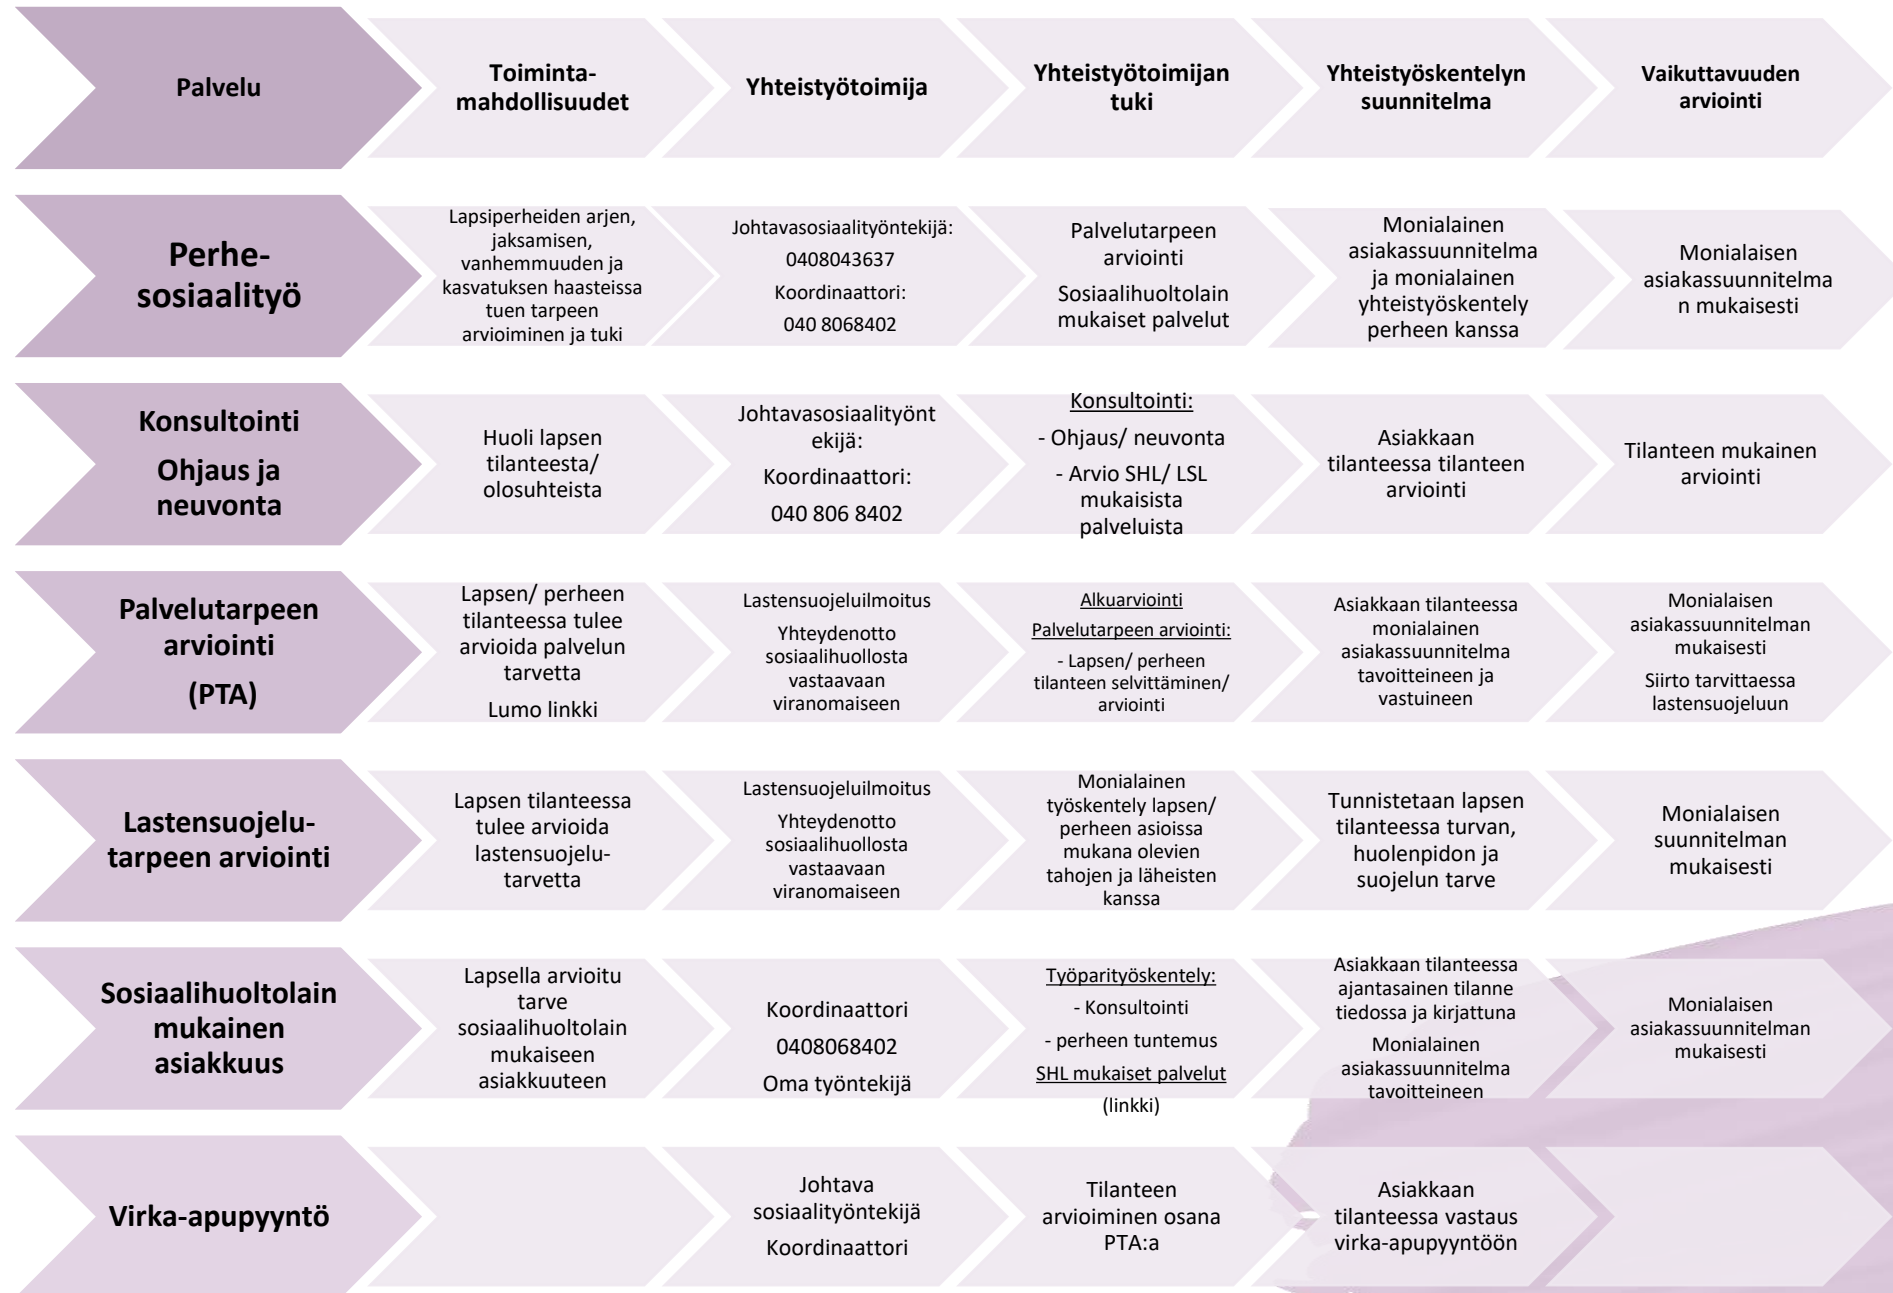 Palvelu
Toiminta-
mahdollisuudet
Yhteistyötoimija
Yhteistyötoimijan
tuki
Yhteistyöskentelyn
suunnitelma
Vaikuttavuuden
arviointi
Perhe-
sosiaalityö
Lapsiperheiden arjen,
jaksamisen,
vanhemmuuden ja
kasvatuksen haasteissa
tuen tarpeen
arvioiminen ja tuki
Johtavasosiaalityöntekijä:
0408043637
Koordinaattori:
040 8068402
Palvelutarpeen
arviointi
Sosiaalihuoltolain
mukaiset palvelut
Monialainen
asiakassuunnitelma
ja monialainen
yhteistyöskentely
perheen kanssa
Monialaisen
asiakassuunnitelma
n mukaisesti
Konsultointi
Ohjaus ja
neuvonta
Huoli lapsen
tilanteesta/
olosuhteista
Johtavasosiaalityönt
ekijä:
Koordinaattori:
040 806 8402
Konsultointi:
- Ohjaus/ neuvonta
- Arvio SHL/ LSL
mukaisista
palveluista
Asiakkaan
tilanteessa tilanteen
arviointi
Tilanteen mukainen
arviointi
Palvelutarpeen
arviointi
(PTA)
Lapsen/ perheen
tilanteessa tulee
arvioida palvelun
tarvetta
Lumo linkki
Lastensuojeluilmoitus
Yhteydenotto
sosiaalihuollosta
vastaavaan
viranomaiseen
Alkuarviointi
Palvelutarpeen arviointi:
- Lapsen/ perheen
tilanteen selvittäminen/
arviointi
Asiakkaan tilanteessa
monialainen
asiakassuunnitelma
tavoitteineen ja
vastuineen
Monialaisen
asiakassuunnitelman
mukaisesti
Siirto tarvittaessa
lastensuojeluun
Lastensuojelu-
tarpeen arviointi
Lapsen tilanteessa
tulee arvioida
lastensuojelu-
tarvetta
Lastensuojeluilmoitus
Yhteydenotto
sosiaalihuollosta
vastaavaan
viranomaiseen
Monialainen
työskentely lapsen/
perheen asioissa
mukana olevien
tahojen ja läheisten
kanssa
Tunnistetaan lapsen
tilanteessa turvan,
huolenpidon ja
suojelun tarve
Monialaisen
suunnitelman
mukaisesti
Sosiaalihuoltolain
mukainen
asiakkuus
Lapsella arvioitu
tarve
sosiaalihuoltolain
mukaiseen
asiakkuuteen
Koordinaattori
0408068402
Oma työntekijä
Työparityöskentely:
- Konsultointi
- perheen tuntemus
SHL mukaiset palvelut
(linkki)
Asiakkaan tilanteessa
ajantasainen tilanne
tiedossa ja kirjattuna
Monialainen
asiakassuunnitelma
tavoitteineen
Monialaisen
asiakassuunnitelman
mukaisesti
Virka-apupyyntö
Johtava
sosiaalityöntekijä
Koordinaattori
Tilanteen
arvioiminen osana
PTA:a
Asiakkaan
tilanteessa vastaus
virka-apupyyntöön